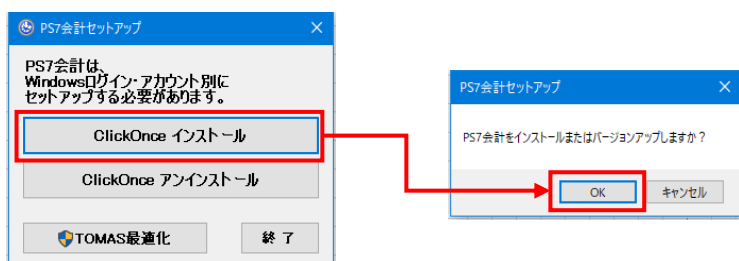 PS7会計セットアップ
PS7会計は、
Windowsログイン・アカウント別に
セットアップする必要があります。
ClickOnce インストール
ClickOnce アンインストール
TOMAS最適化
終 了
PS7会計セットアップ
PS7会計をインストールまたはバージョンアップしますか？
OK
キャンセル